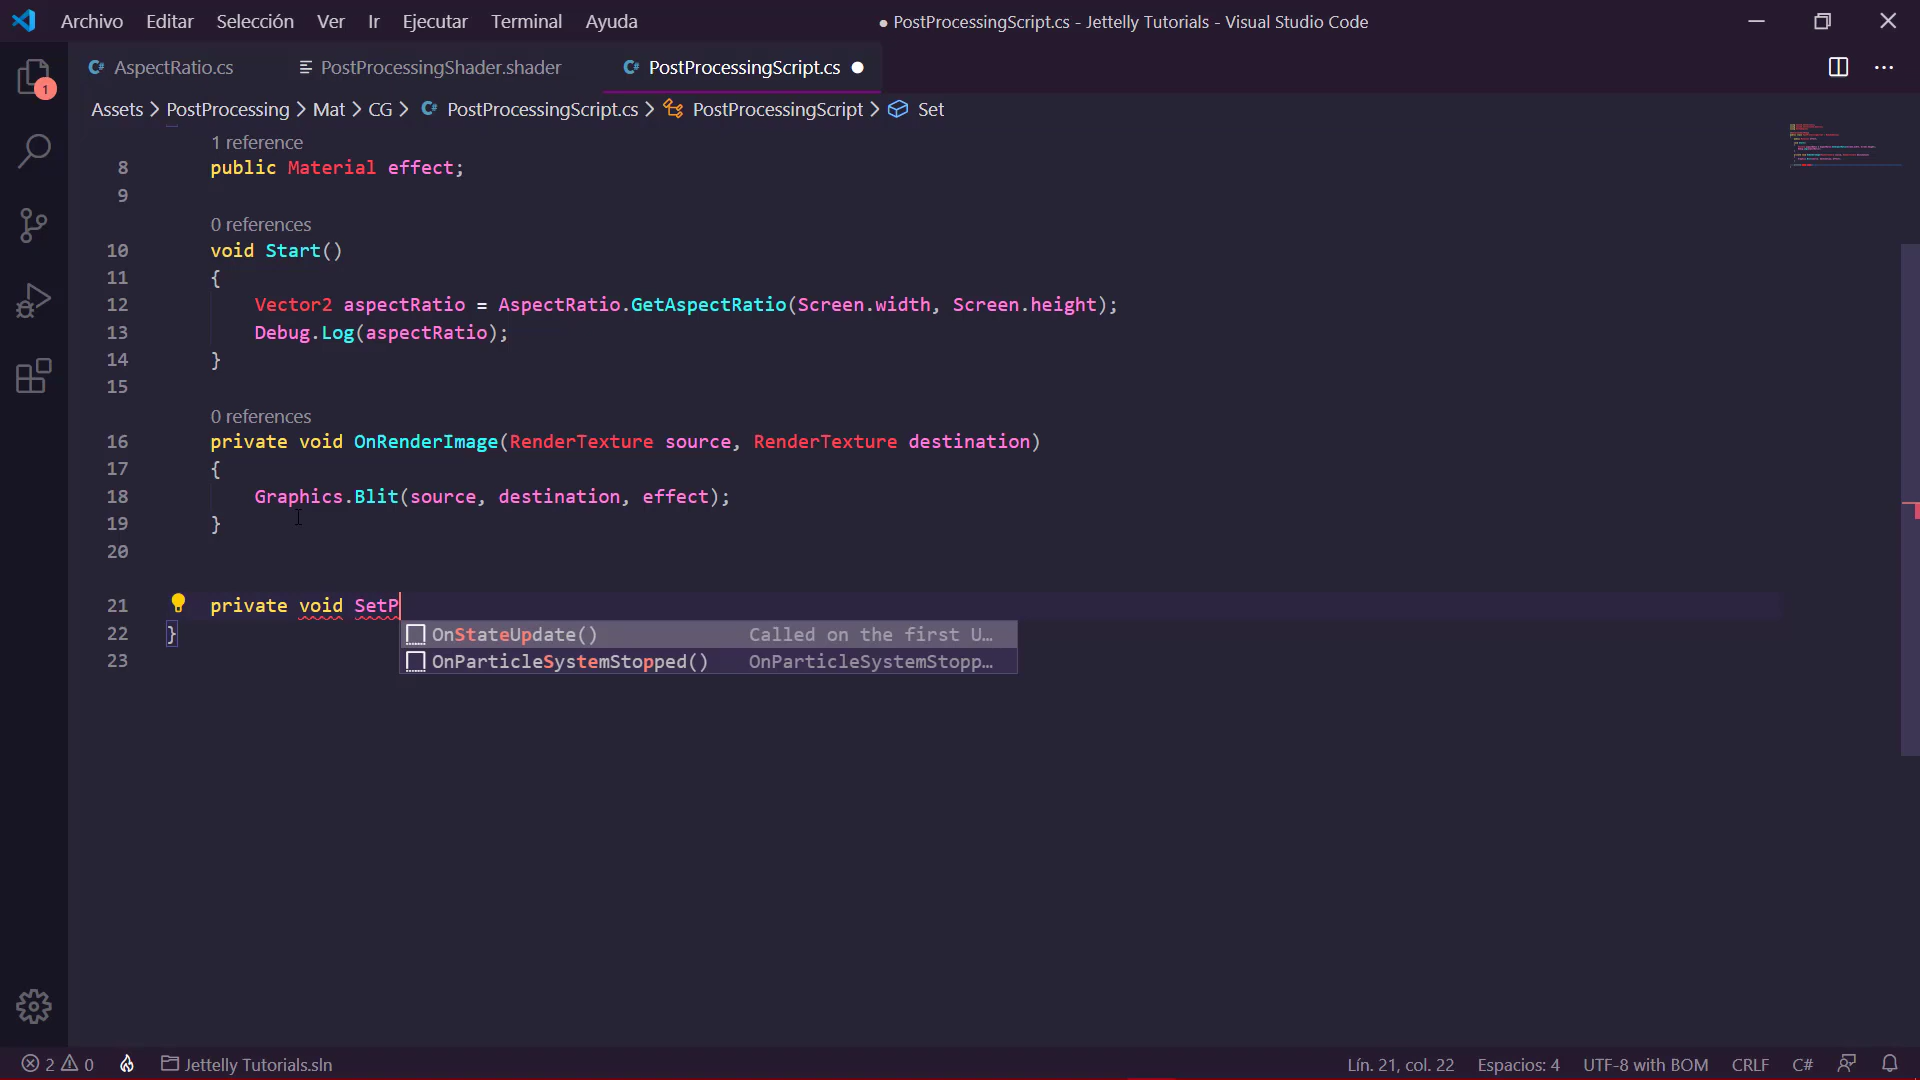 Archivo Editar Selección Ver Ir Ejecutar Terminal Ayuda
● PostProcessingScript.cs - Jettelly Tutorials - Visual Studio Code
AspectRatio.cs
PostProcessingShader.shader
PostProcessingScript.cs ●
Assets > PostProcessing > Mat > CG > PostProcessingScript.cs > PostProcessingScript > Set
1
1 reference
8 public Material effect;
9
0 references
10 void Start()
11 {
12 Vector2 aspectRatio = AspectRatio.GetAspectRatio(Screen.width, Screen.height);
13 Debug.Log(aspectRatio);
14 }
15
0 references
16 private void OnRenderImage(RenderTexture source, RenderTexture destination)
17 {
18 Graphics.Blit(source, destination, effect);
19 }
20
21 private void SetP
22 }
OnStateUpdate() Called on the first U…
23
OnParticleSystemStopped() OnParticleSystemStopp…
2 0 Jettelly Tutorials.sln
Lín. 21, col. 22 Espacios: 4 UTF-8 with BOM CRLF C#